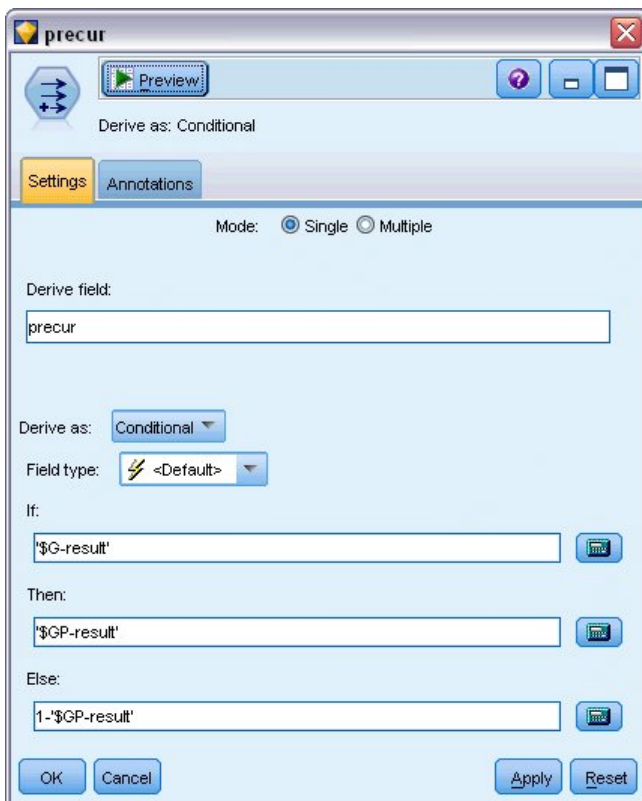 precur
Preview
Derive as: Conditional
Settings Annotations
Mode: Single Multiple
Derive field:
precur
Derive as: Conditional
Field type: <Default>
If:
'$G-result'
Then:
'$GP-result'
Else:
1-'$GP-result'
OK Cancel Apply Reset